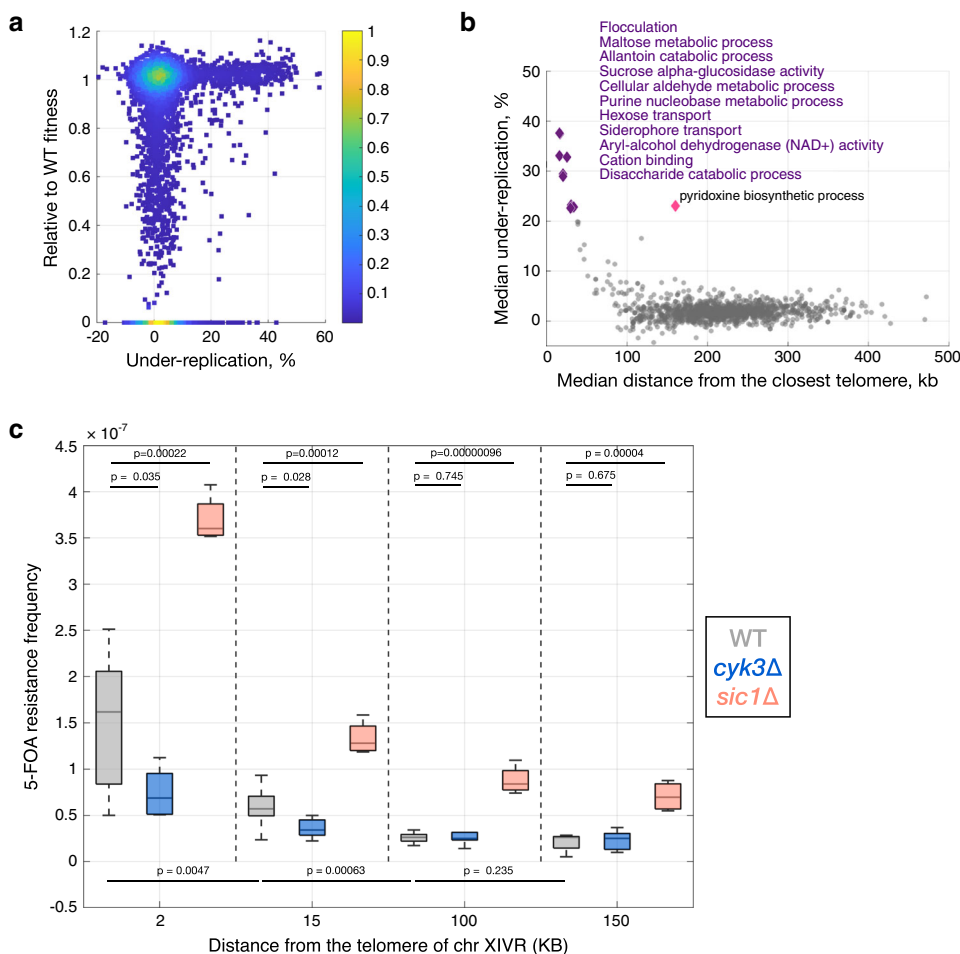 a
1.2
1
0.8
0.6
0.4
0.2
0
-20
0
20
40
60
Relative to WT fitness
Under-replication, %
1
0.9
0.8
0.7
0.6
0.5
0.4
0.3
0.2
0.1
b
Flocculation
Maltose metabolic process
Allantoin catabolic process
Sucrose alpha-glucosidase activity
Cellular aldehyde metabolic process
Purine nucleobase metabolic process
Hexose transport
Siderophore transport
Aryl-alcohol dehydrogenase (NAD+) activity
Cation binding
Disaccharide catabolic process
pyridoxine biosynthetic process
50
40
30
20
10
0
0
100
200
300
400
500
Median under-replication, %
Median distance from the closest telomere, kb
c
× 10⁻⁷
4.5
4
3.5
3
2.5
2
1.5
1
0.5
0
-0.5
5-FOA resistance frequency
p=0.00022
p = 0.035
p=0.00012
p = 0.028
p=0.00000096
p = 0.745
p = 0.00004
p = 0.675
p = 0.0047
p = 0.00063
p = 0.235
2
15
100
150
Distance from the telomere of chr XIVR (KB)
WT
cyk3Δ
sic1Δ